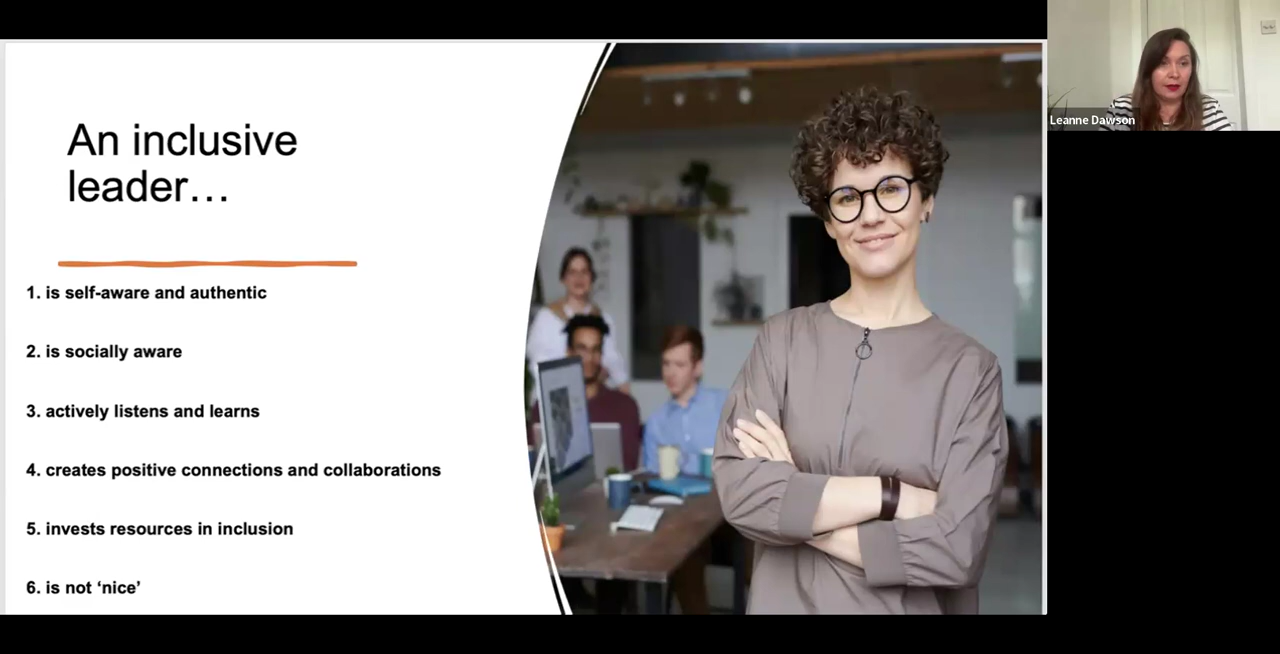 An inclusive
leader…
1. is self-aware and authentic
2. is socially aware
3. actively listens and learns
4. creates positive connections and collaborations
5. invests resources in inclusion
6. is not ‘nice’
Leanne Dawson